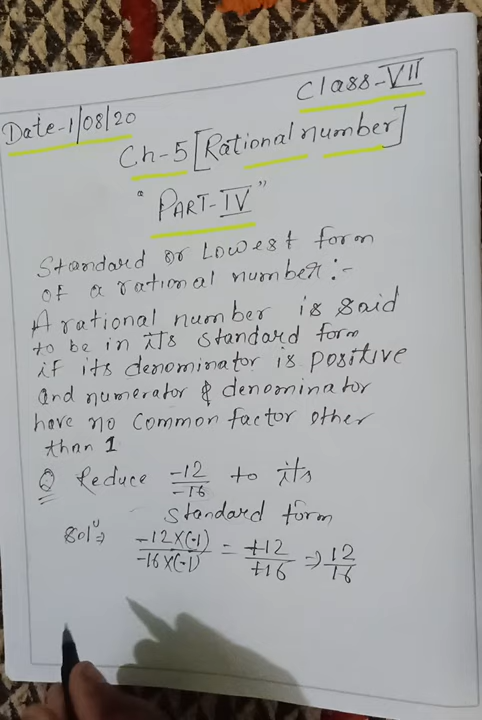 Class-VII
Date-1/08/20
Ch-5 [Rational number]
"PART-IV"
Standard or Lowest form
of a rational number:-
A rational number is said
to be in its standard form
if its denominator is positive
and numerator & denominator
have no common factor other
than 1
Q Reduce -12/-16 to its
standard form
Solⁿ⇒ -12×(-1)/-16×(-1) = +12/+16 ⇒ 12/16